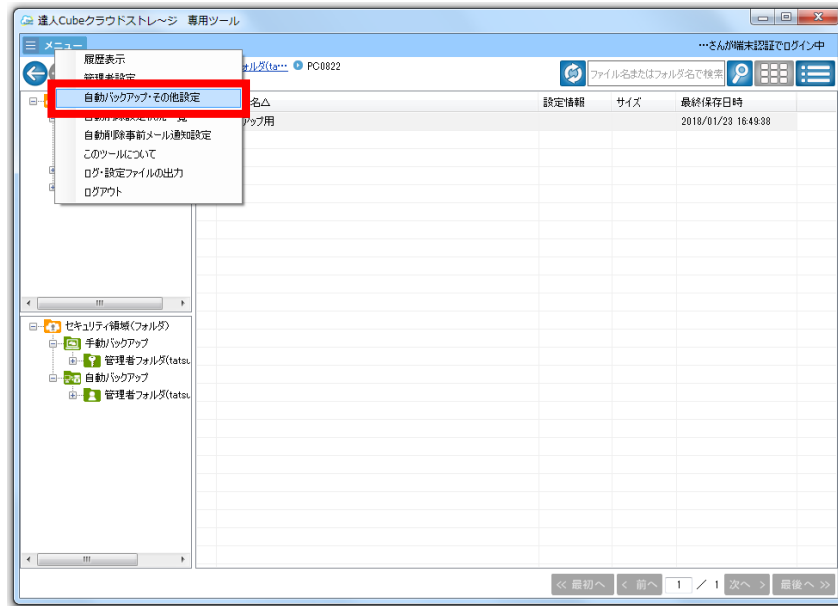 達人Cubeクラウドストレ～ジ 専用ツール
メニュー
…さんが端末認証でログイン中
履歴表示
管理者設定
自動バックアップ・その他設定
自動削除事前メール通知設定
このツールについて
ログ・設定ファイルの出力
ログアウト
ォルダ(ta… PC0822
ファイル名またはフォルダ名で検索
名△ 設定情報 サイズ 最終保存日時
アップ用 2018/01/23 16:49:38
セキュリティ領域(フォルダ)
手動バックアップ
管理者フォルダ(tatsu
自動バックアップ
管理者フォルダ(tatsu
≪ 最初へ < 前へ 1 / 1 次へ > 最後へ ≫